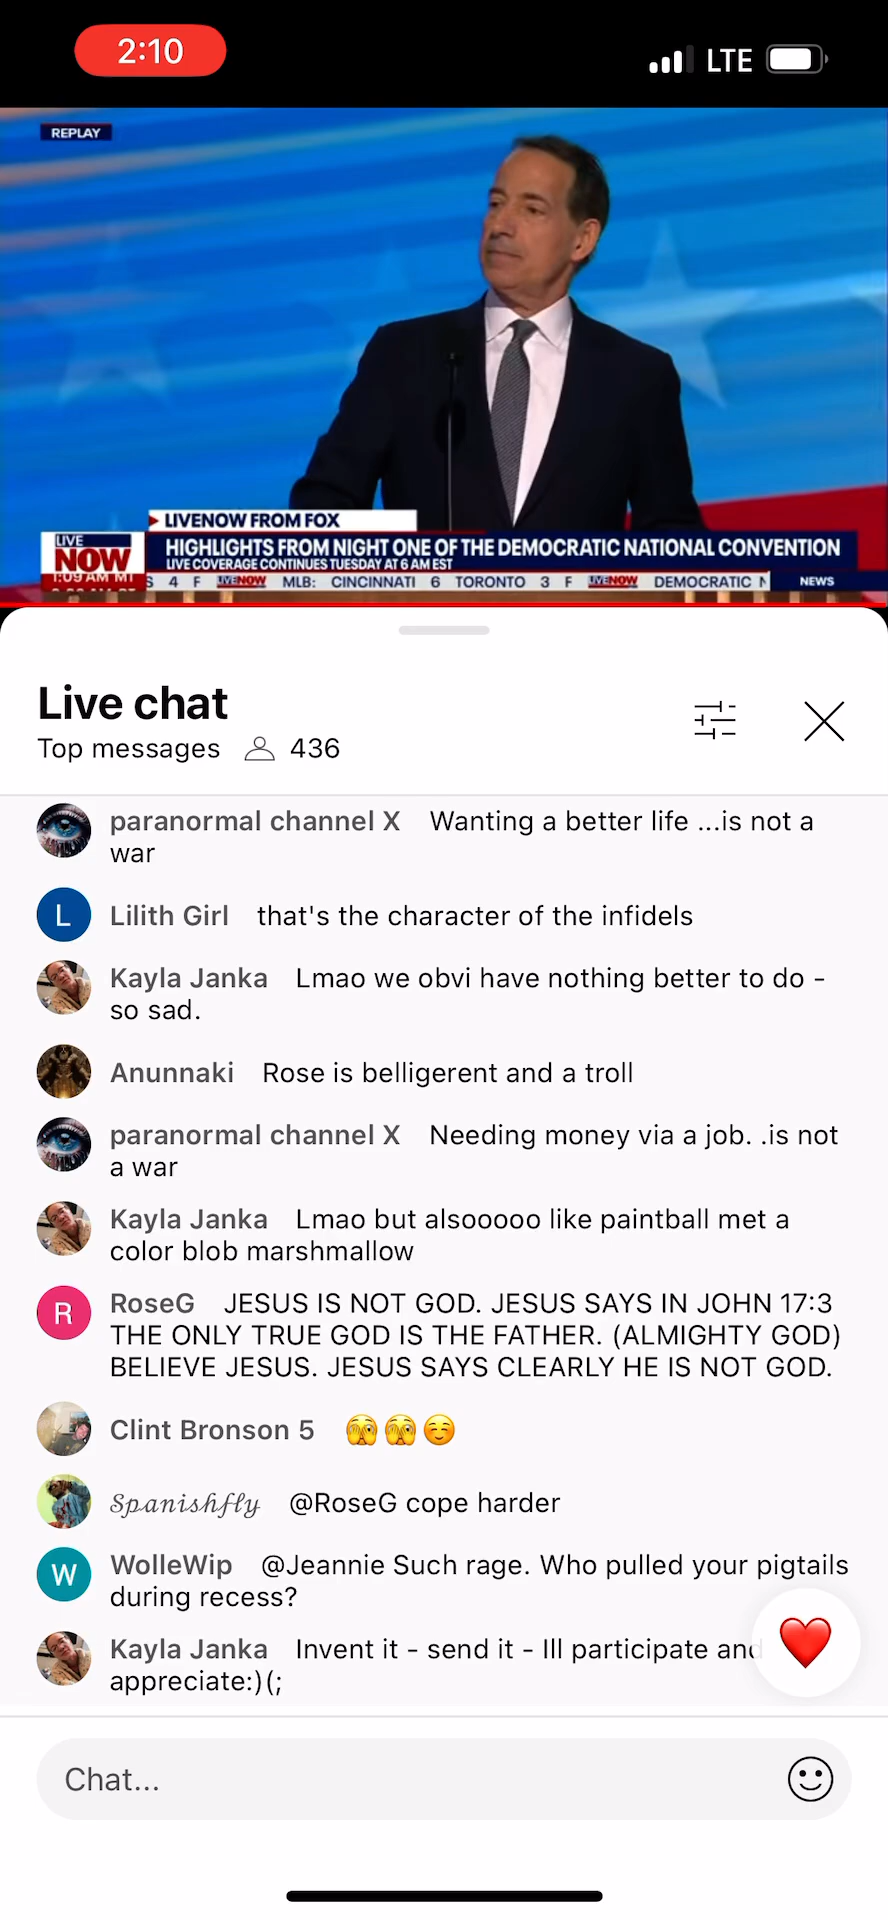 2:10
LTE
REPLAY
LIVENOW FROM FOX
LIVE
NOW
HIGHLIGHTS FROM NIGHT ONE OF THE DEMOCRATIC NATIONAL CONVENTION
LIVE COVERAGE CONTINUES TUESDAY AT 6 AM EST
1:09 AM MT
S 4 F LIVENOW MLB: CINCINNATI 6 TORONTO 3 F LIVENOW DEMOCRATIC N
NEWS
Live chat
Top messages 436
paranormal channel X Wanting a better life ...is not a
war
L Lilith Girl that's the character of the infidels
Kayla Janka Lmao we obvi have nothing better to do -
so sad.
Anunnaki Rose is belligerent and a troll
paranormal channel X Needing money via a job. .is not
a war
Kayla Janka Lmao but alsooooo like paintball met a
color blob marshmallow
R RoseG JESUS IS NOT GOD. JESUS SAYS IN JOHN 17:3
THE ONLY TRUE GOD IS THE FATHER. (ALMIGHTY GOD)
BELIEVE JESUS. JESUS SAYS CLEARLY HE IS NOT GOD.
Clint Bronson 5 🫣🫣☺️
𝓢𝓹𝓪𝓷𝓲𝓼𝓱𝓯𝓵𝔂 @RoseG cope harder
W WolleWip @Jeannie Such rage. Who pulled your pigtails
during recess?
Kayla Janka Invent it - send it - Ill participate and
appreciate:)(;
Chat...